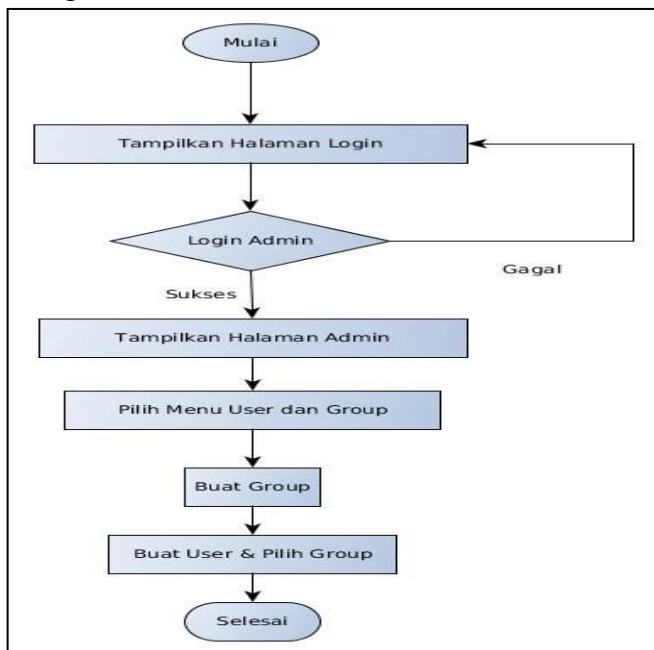 Mulai
Tampilkan Halaman Login
Login Admin
Gagal
Sukses
Tampilkan Halaman Admin
Pilih Menu User dan Group
Buat Group
Buat User & Pilih Group
Selesai